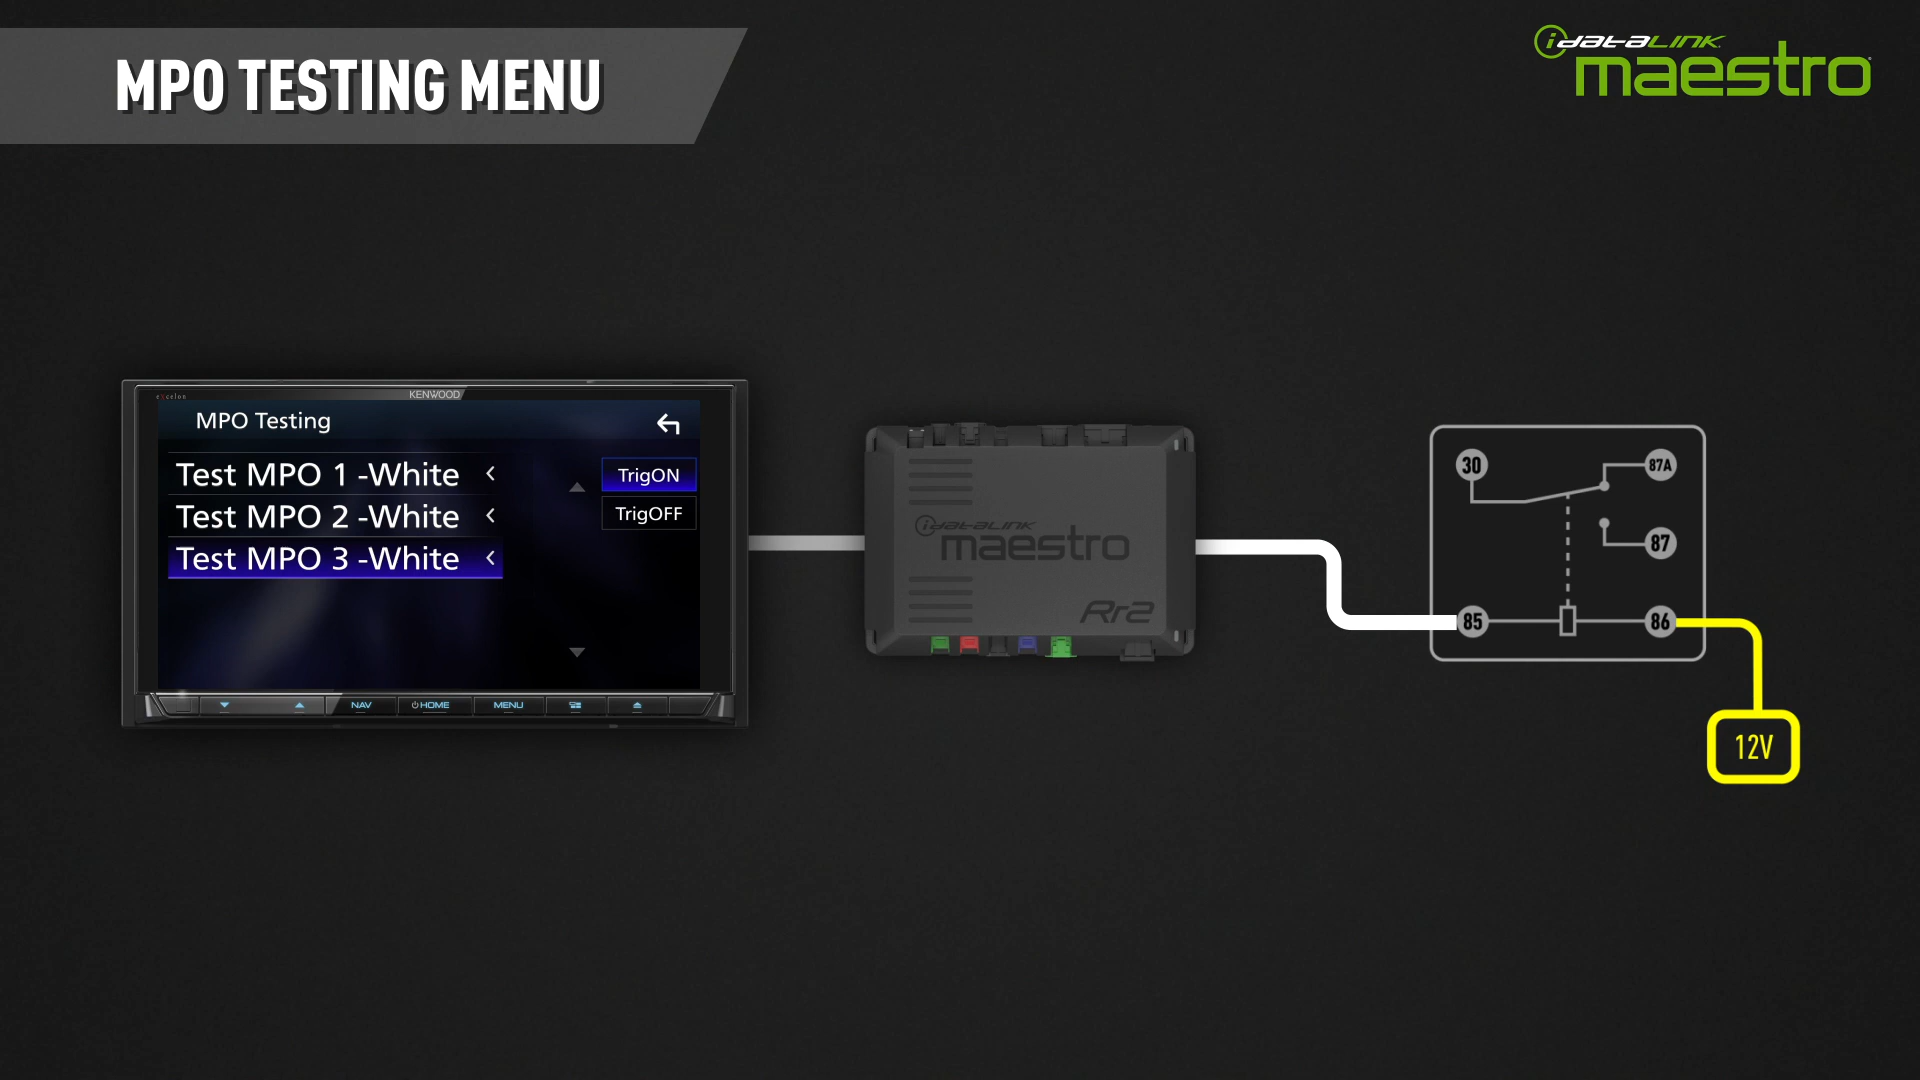 MPO TESTING MENU
idatalink
maestro
excelon
KENWOOD
MPO Testing
Test MPO 1 -White
TrigON
Test MPO 2 -White
TrigOFF
Test MPO 3 -White
NAV
HOME
MENU
idatalink
maestro
Rr2
30
87A
87
85
86
12V